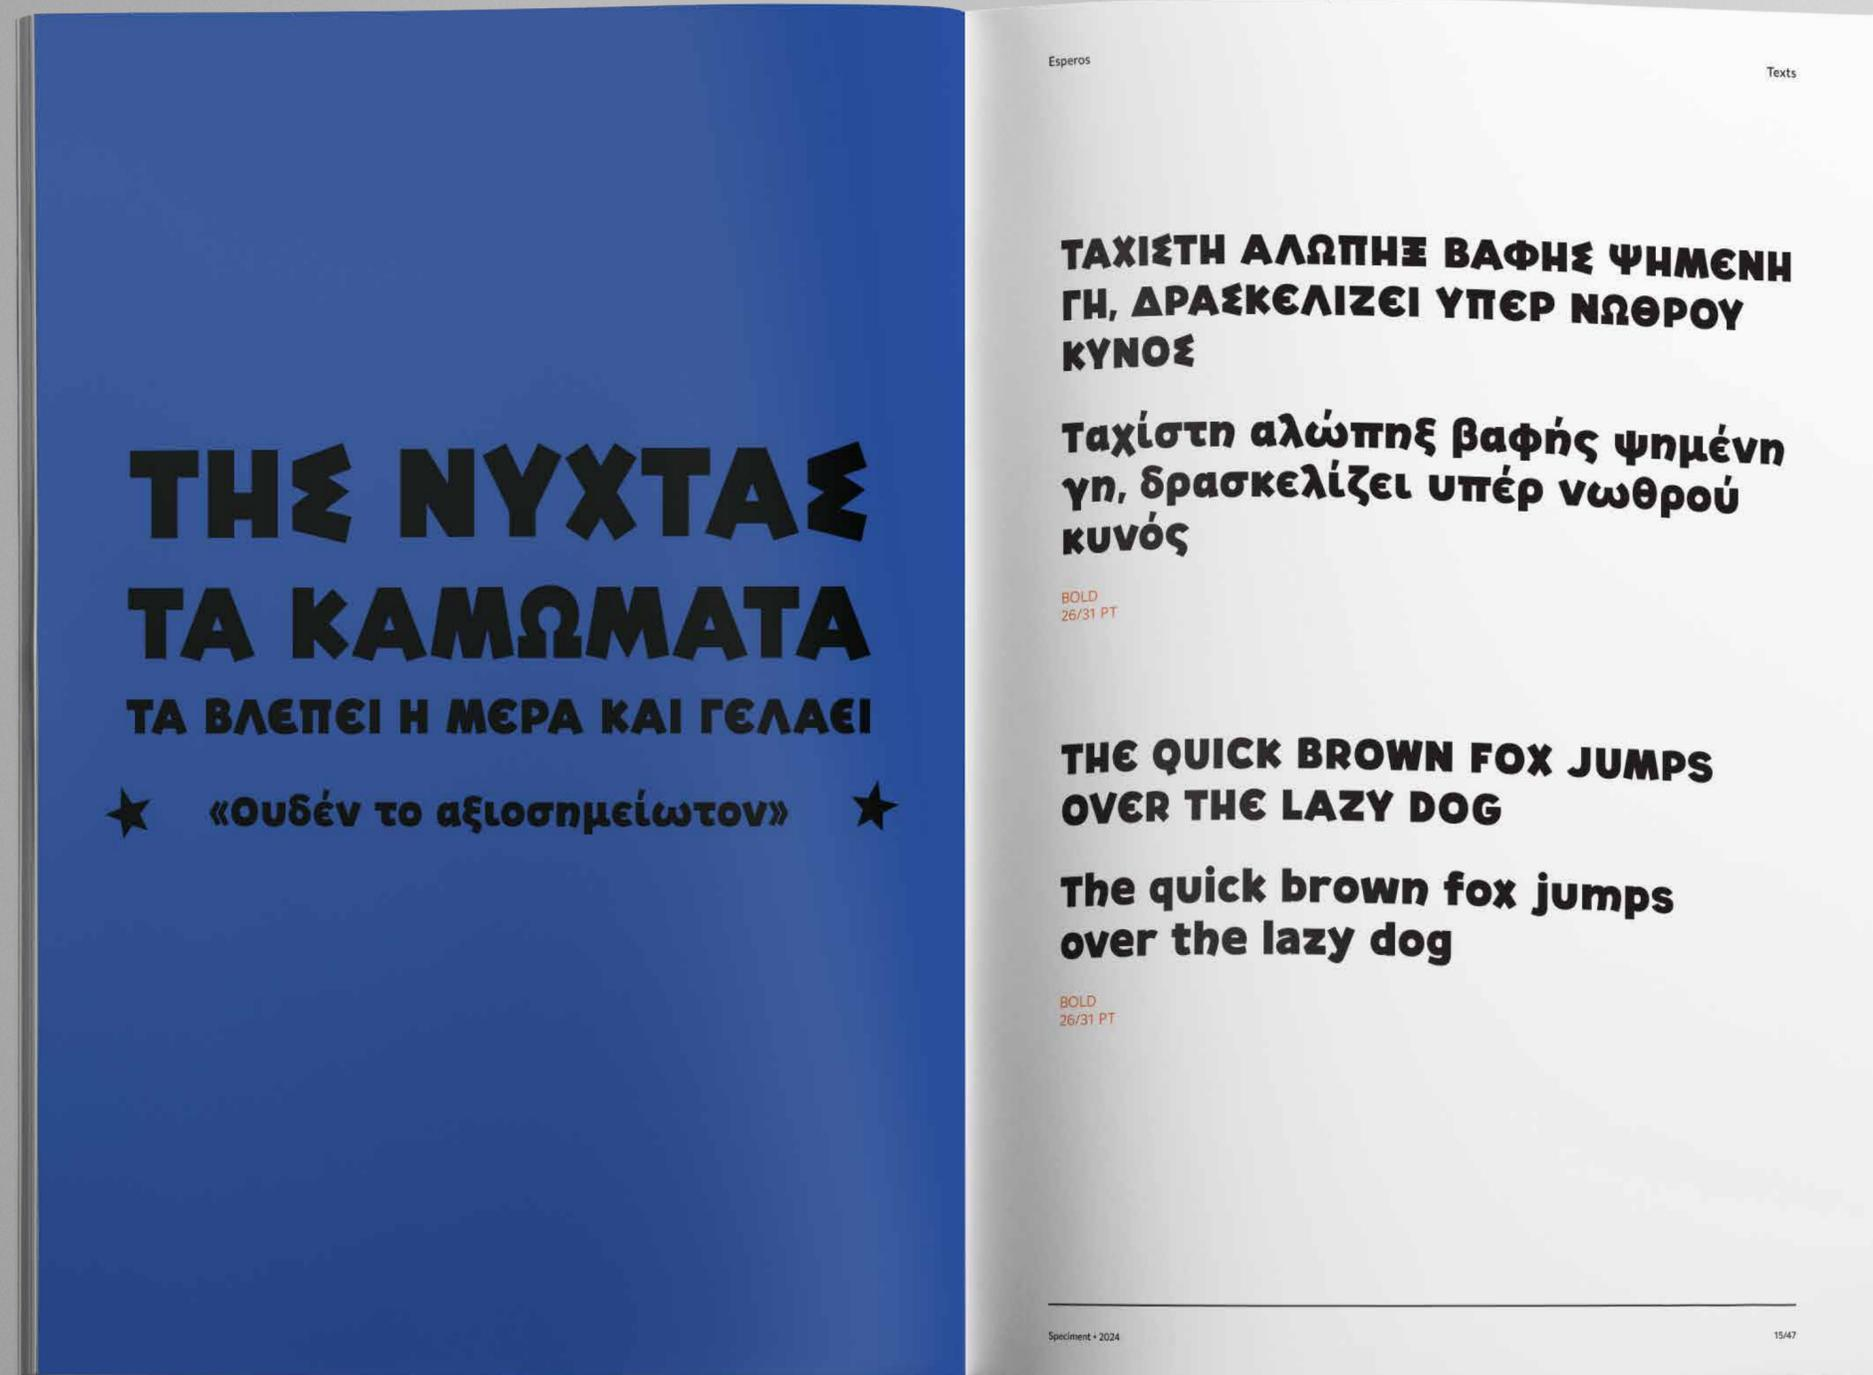 ΤΗΣ ΝΥΧΤΑΣ
ΤΑ ΚΑΜΩΜΑΤΑ
ΤΑ ΒΛΕΠΕΙ Η ΜΕΡΑ ΚΑΙ ΓΕΛΑΕΙ
★ «Ουδέν το αξιοσημείωτον» ★
Esperos
Texts
ΤΑΧΙΣΤΗ ΑΛΩΠΗΞ ΒΑΦΗΣ ΨΗΜΕΝΗ
ΓΗ, ΔΡΑΣΚΕΛΙΖΕΙ ΥΠΕΡ ΝΩΘΡΟΥ
ΚΥΝΟΣ
Ταχίστη αλώπηξ βαφής ψημένη
γη, δρασκελίζει υπέρ νωθρού
κυνός
BOLD
26/31 PT
THE QUICK BROWN FOX JUMPS
OVER THE LAZY DOG
The quick brown fox jumps
over the lazy dog
BOLD
26/31 PT
Speciment • 2024
15/47